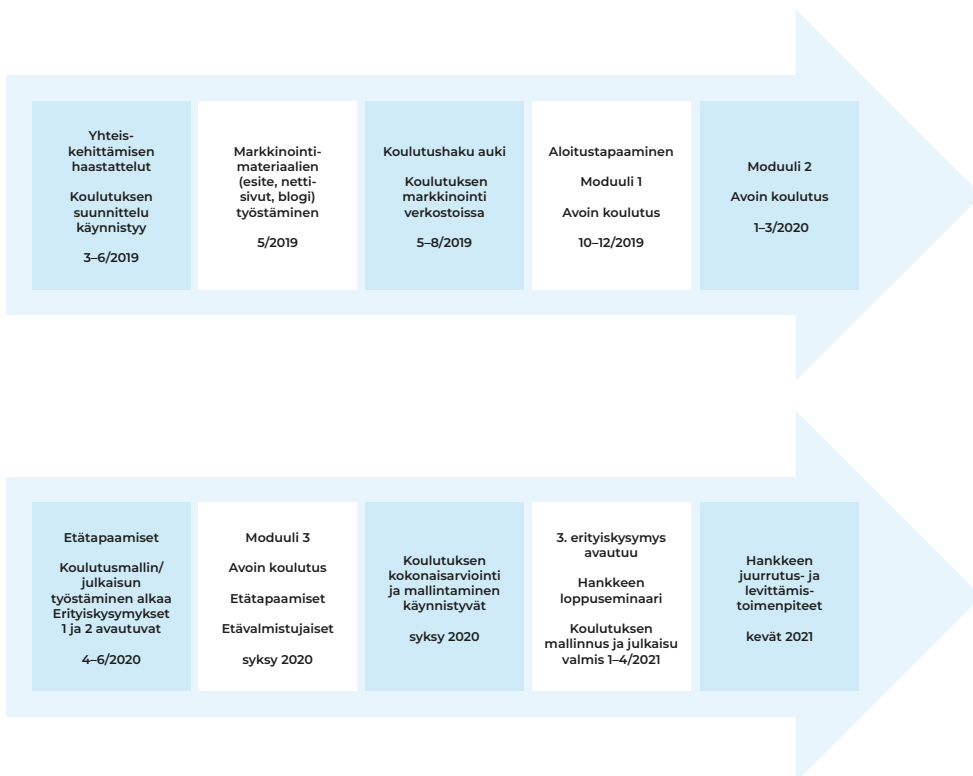 Yhteis-
kehittämisen
haastattelut
Koulutuksen
suunnittelu
käynnistyy
3–6/2019
Markkinointi-
materiaalien
(esite, netti-
sivut, blogi)
työstäminen
5/2019
Koulutushaku auki
Koulutuksen
markkinointi
verkostoissa
5–8/2019
Aloitustapaaminen
Moduuli 1
Avoin koulutus
10–12/2019
Moduuli 2
Avoin koulutus
1–3/2020
Etätapaamiset
Koulutusmallin/
julkaisun
työstäminen alkaa
Erityiskysymykset
1 ja 2 avautuvat
4–6/2020
Moduuli 3
Avoin koulutus
Etätapaamiset
Etävalmistujaiset
syksy 2020
Koulutuksen
kokonaisarviointi
ja mallintaminen
käynnistyvät
syksy 2020
3. erityiskysymys
avautuu
Hankkeen
loppuseminaari
Koulutuksen
mallinnus ja julkaisu
valmis 1–4/2021
Hankkeen
juurrutus- ja
levittämis-
toimenpiteet
kevät 2021